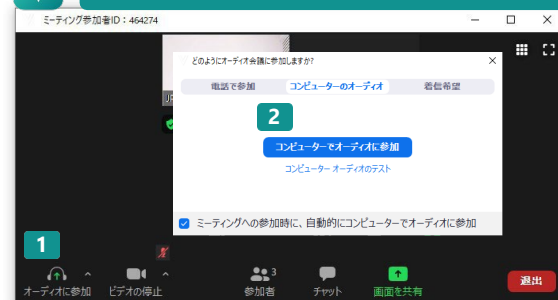 ミーティング参加者ID：464274
どのようにオーディオ会議に参加しますか?
電話で参加 コンピューターのオーディオ 着信希望
2
コンピューターでオーディオに参加
コンピューター オーディオのテスト
ミーティングへの参加時に、自動的にコンピューターでオーディオに参加
1
3
オーディオに参加 ビデオの停止 参加者 チャット 画面を共有 退出